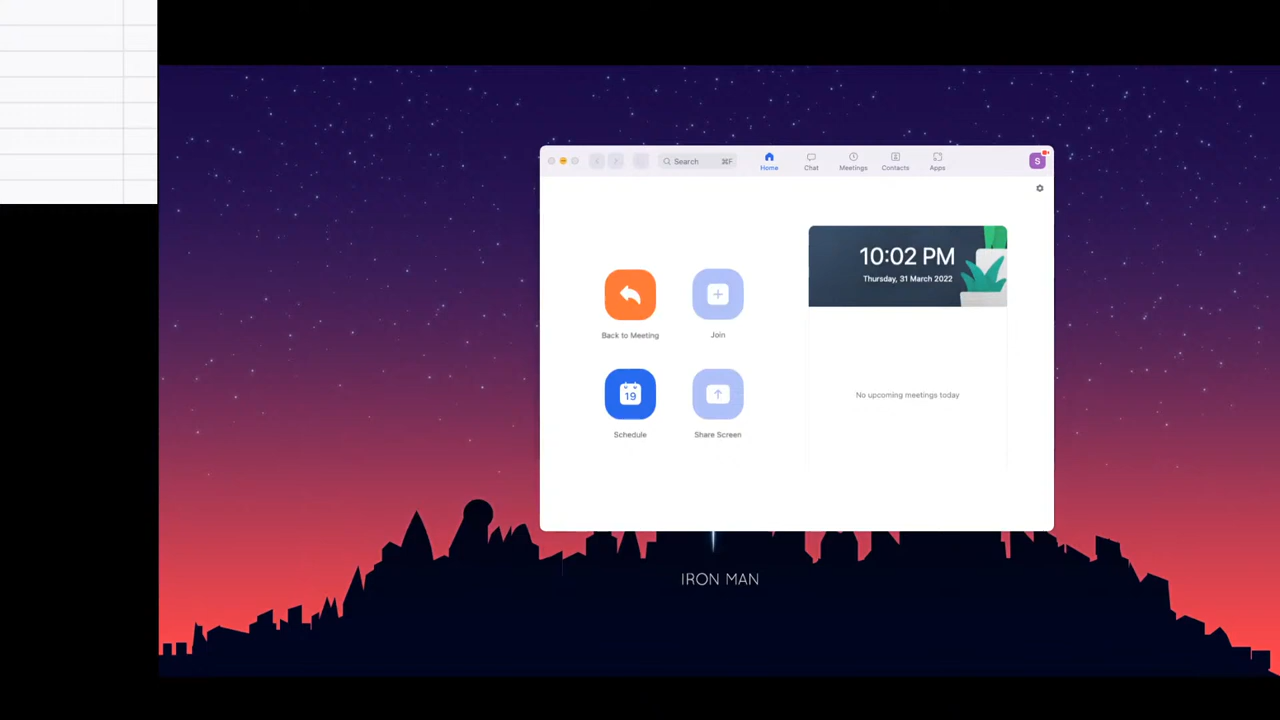 Search ⌘F
Home
Chat
Meetings
Contacts
Apps
S
10:02 PM
Thursday, 31 March 2022
Back to Meeting
Join
No upcoming meetings today
19
Schedule
Share Screen
IRON MAN